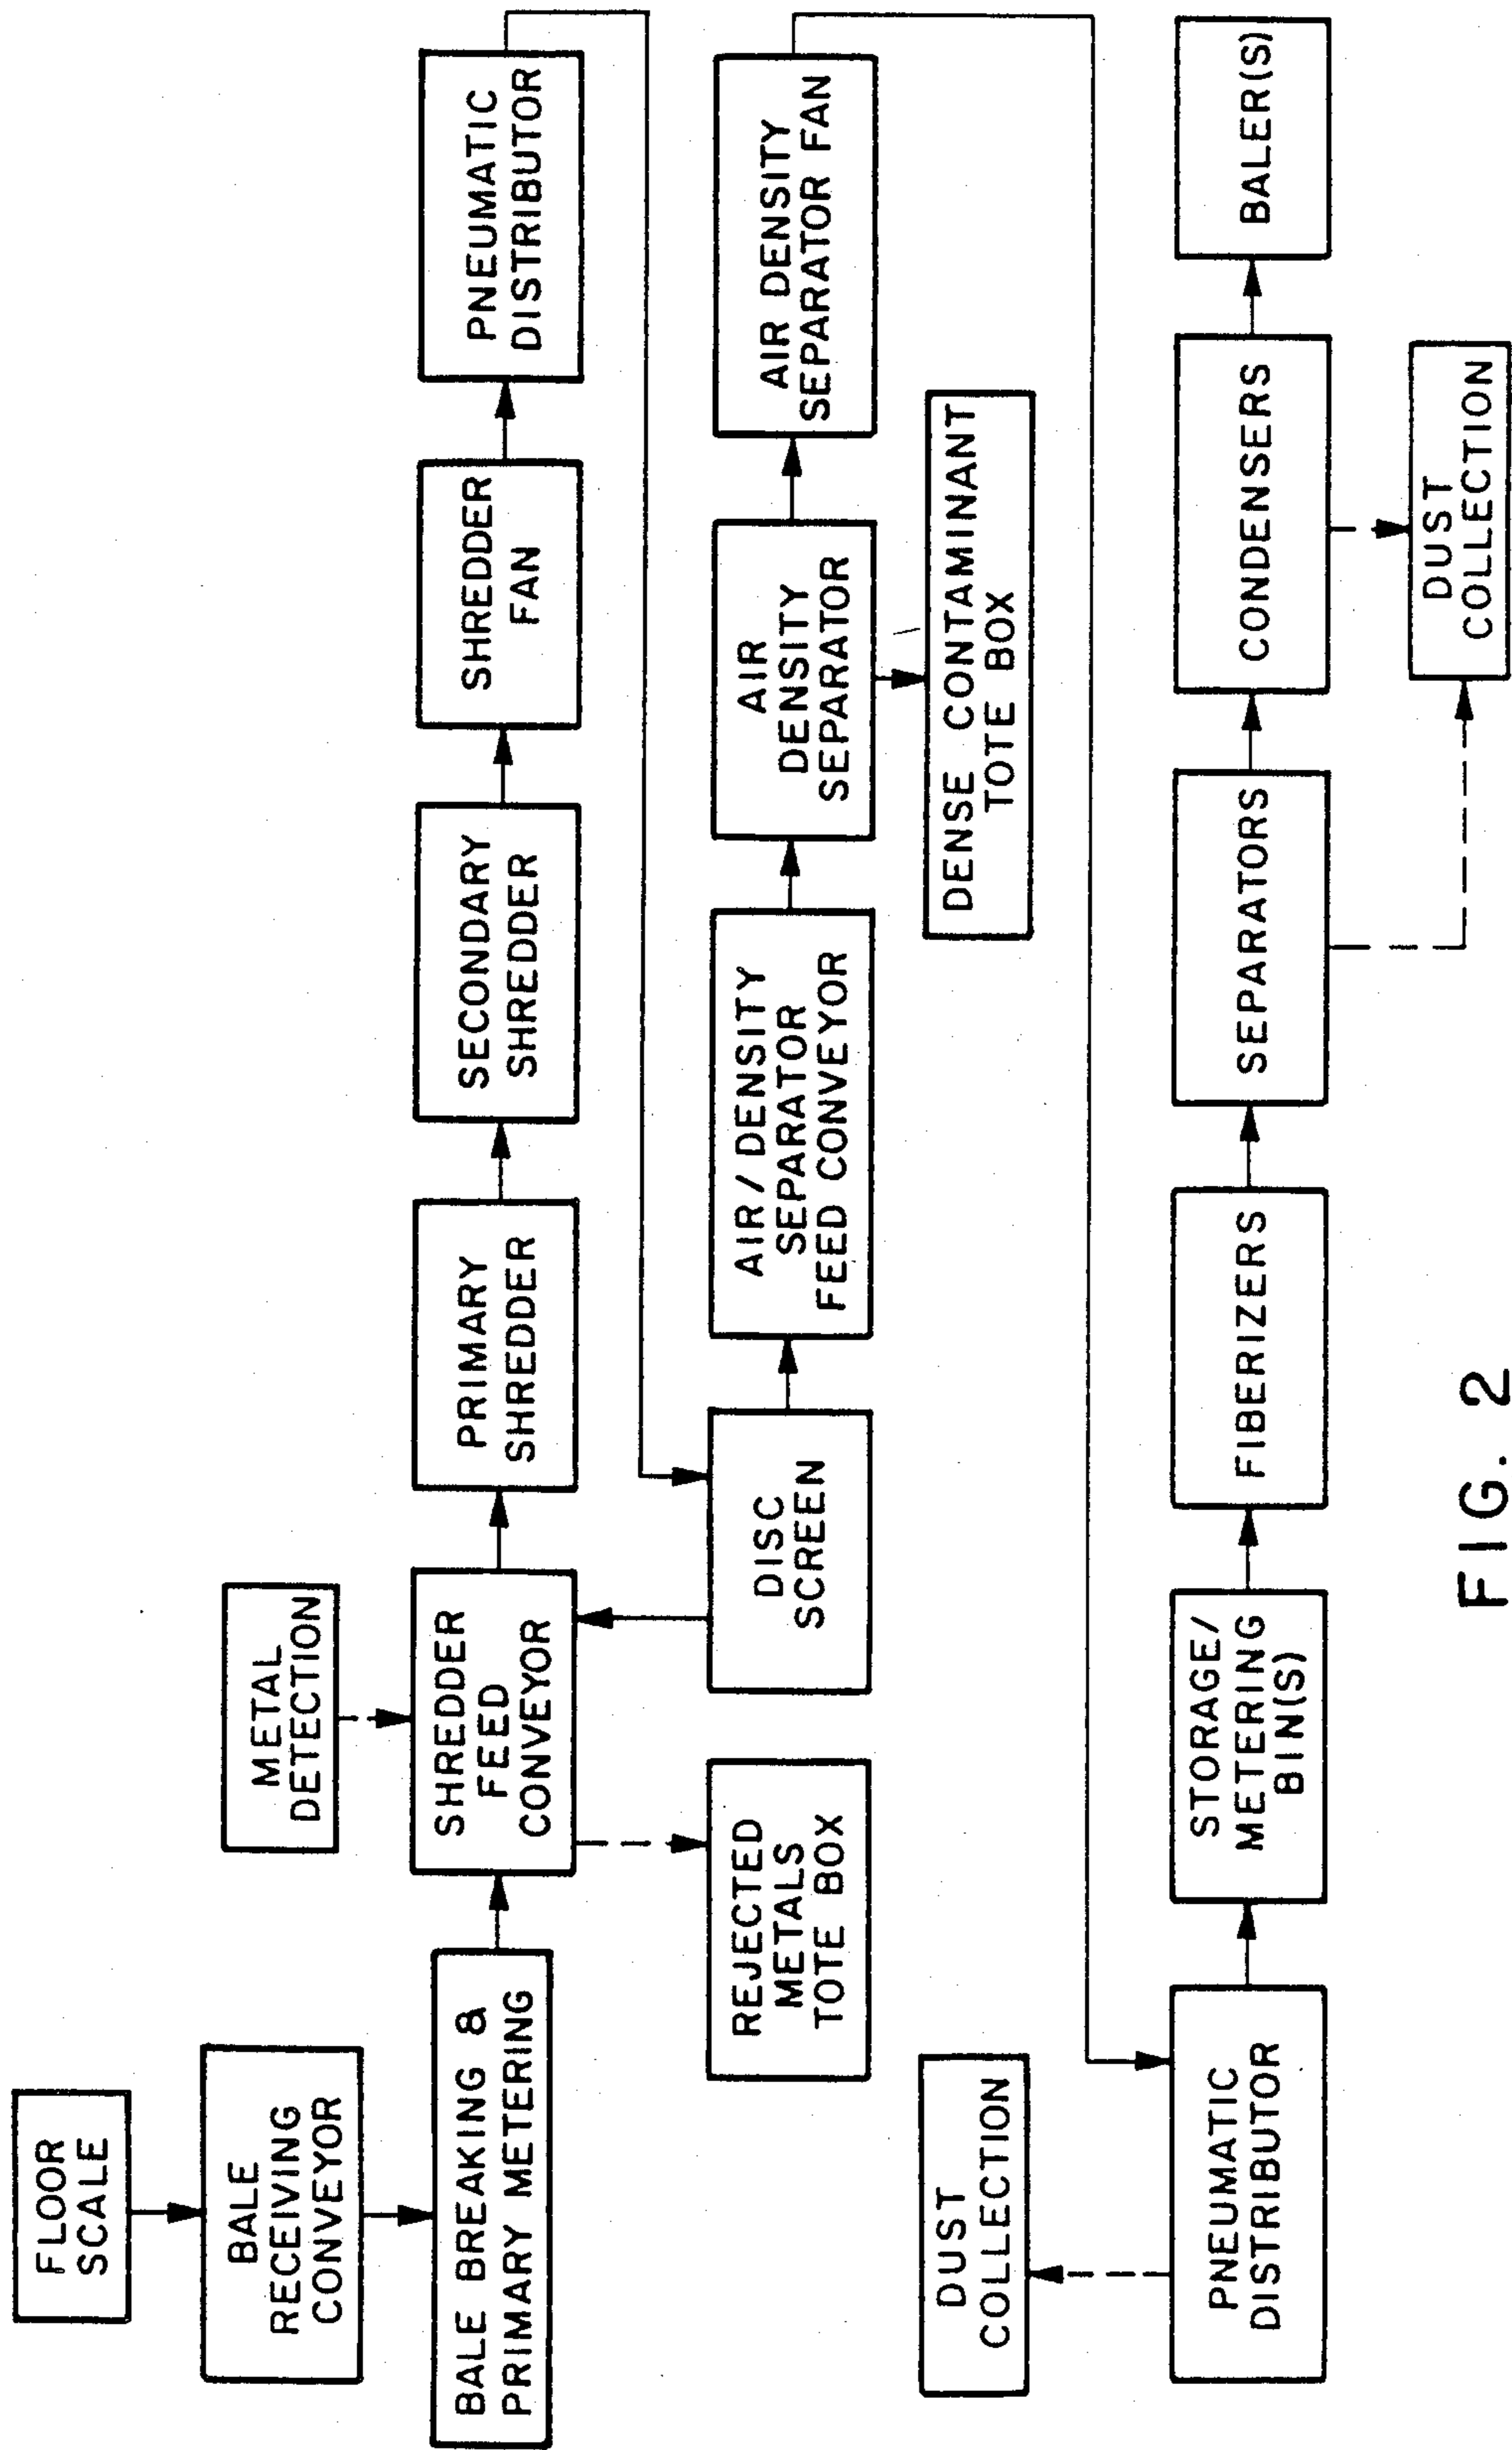 FLOOR
SCALE
BALE
RECEIVING
CONVEYOR
BALE BREAKING &
PRIMARY METERING
METAL
DETECTION
SHREDDER
FEED
CONVEYOR
PRIMARY
SHREDDER
SECONDARY
SHREDDER
SHREDDER
FAN
PNEUMATIC
DISTRIBUTOR
REJECTED
METALS
TOTE BOX
DISC
SCREEN
AIR/DENSITY
SEPARATOR
FEED CONVEYOR
AIR
DENSITY
SEPARATOR
AIR DENSITY
SEPARATOR FAN
DENSE CONTAMINANT
TOTE BOX
DUST
COLLECTION
PNEUMATIC
DISTRIBUTOR
STORAGE/
METERING
BIN(S)
FIBERIZERS
SEPARATORS
CONDENSERS
BALER(S)
DUST
COLLECTION
FIG. 2